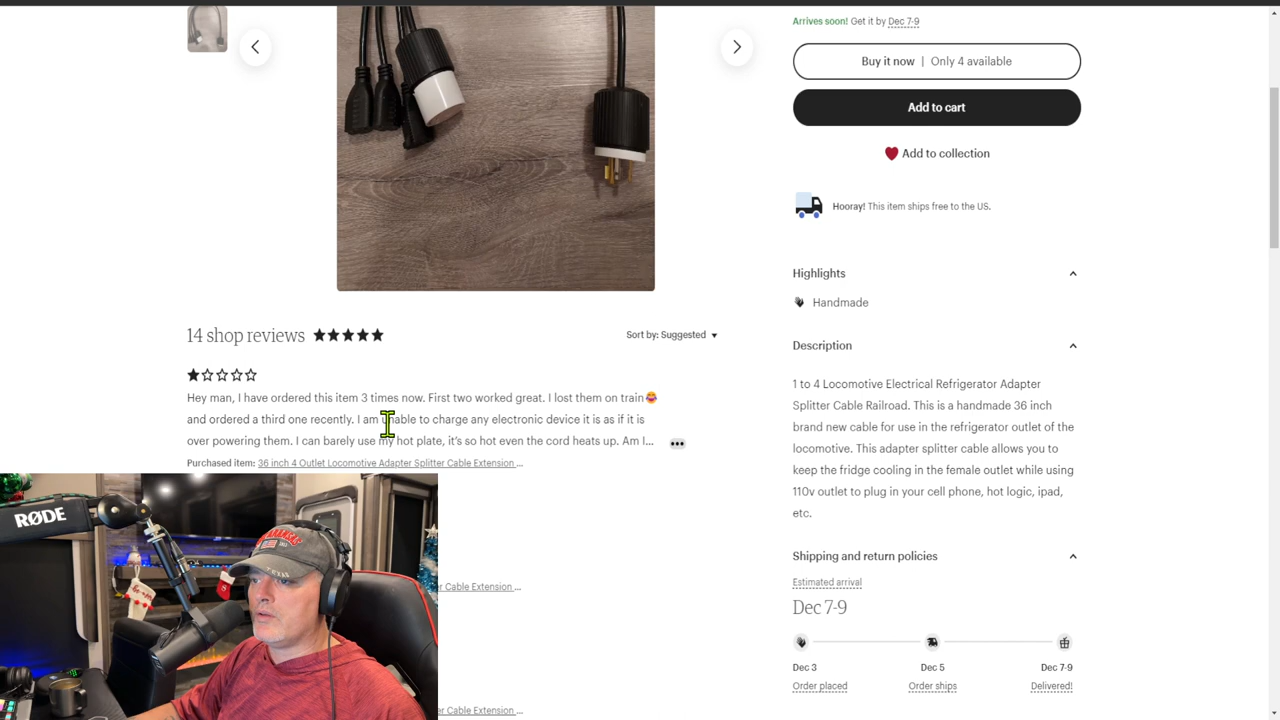 Arrives soon! Get it by Dec 7-9
Buy it now | Only 4 available
Add to cart
Add to collection
Hooray! This item ships free to the US.
Highlights
Handmade
Description
1 to 4 Locomotive Electrical Refrigerator Adapter
Splitter Cable Railroad. This is a handmade 36 inch
brand new cable for use in the refrigerator outlet of the
locomotive. This adapter splitter cable allows you to
keep the fridge cooling in the female outlet while using
110v outlet to plug in your cell phone, hot logic, ipad,
etc.
Shipping and return policies
Estimated arrival
Dec 7-9
Dec 3 Dec 5 Dec 7-9
Order placed Order ships Delivered!
14 shop reviews
Sort by: Suggested
Hey man, I have ordered this item 3 times now. First two worked great. I lost them on train😂
and ordered a third one recently. I am unable to charge any electronic device it is as if it is
over powering them. I can barely use my hot plate, it's so hot even the cord heats up. Am I...
Purchased item: 36 inch 4 Outlet Locomotive Adapter Splitter Cable Extension ...
er Cable Extension ...
er Cable Extension ...
RØDE
ARKANSAS
TEXAS